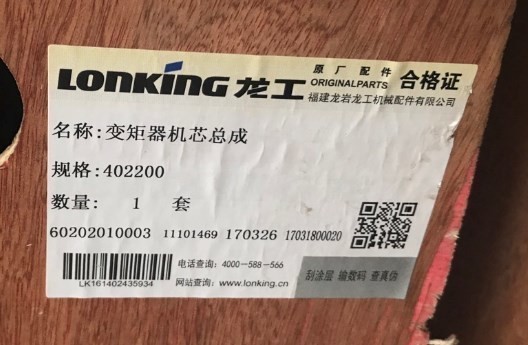 LONKING 龙工 原厂配件 ORIGINALPARTS 合格证
福建龙岩龙工机械配件有限公司
名称:变矩器机芯总成
规格:402200
数量: 1 套
60202010003 11101469 170326 17031800020
电话查询: 4000-588-566
LK161402435934 网站查询: www.lonking.cn
刮涂层 输数码 查真伪